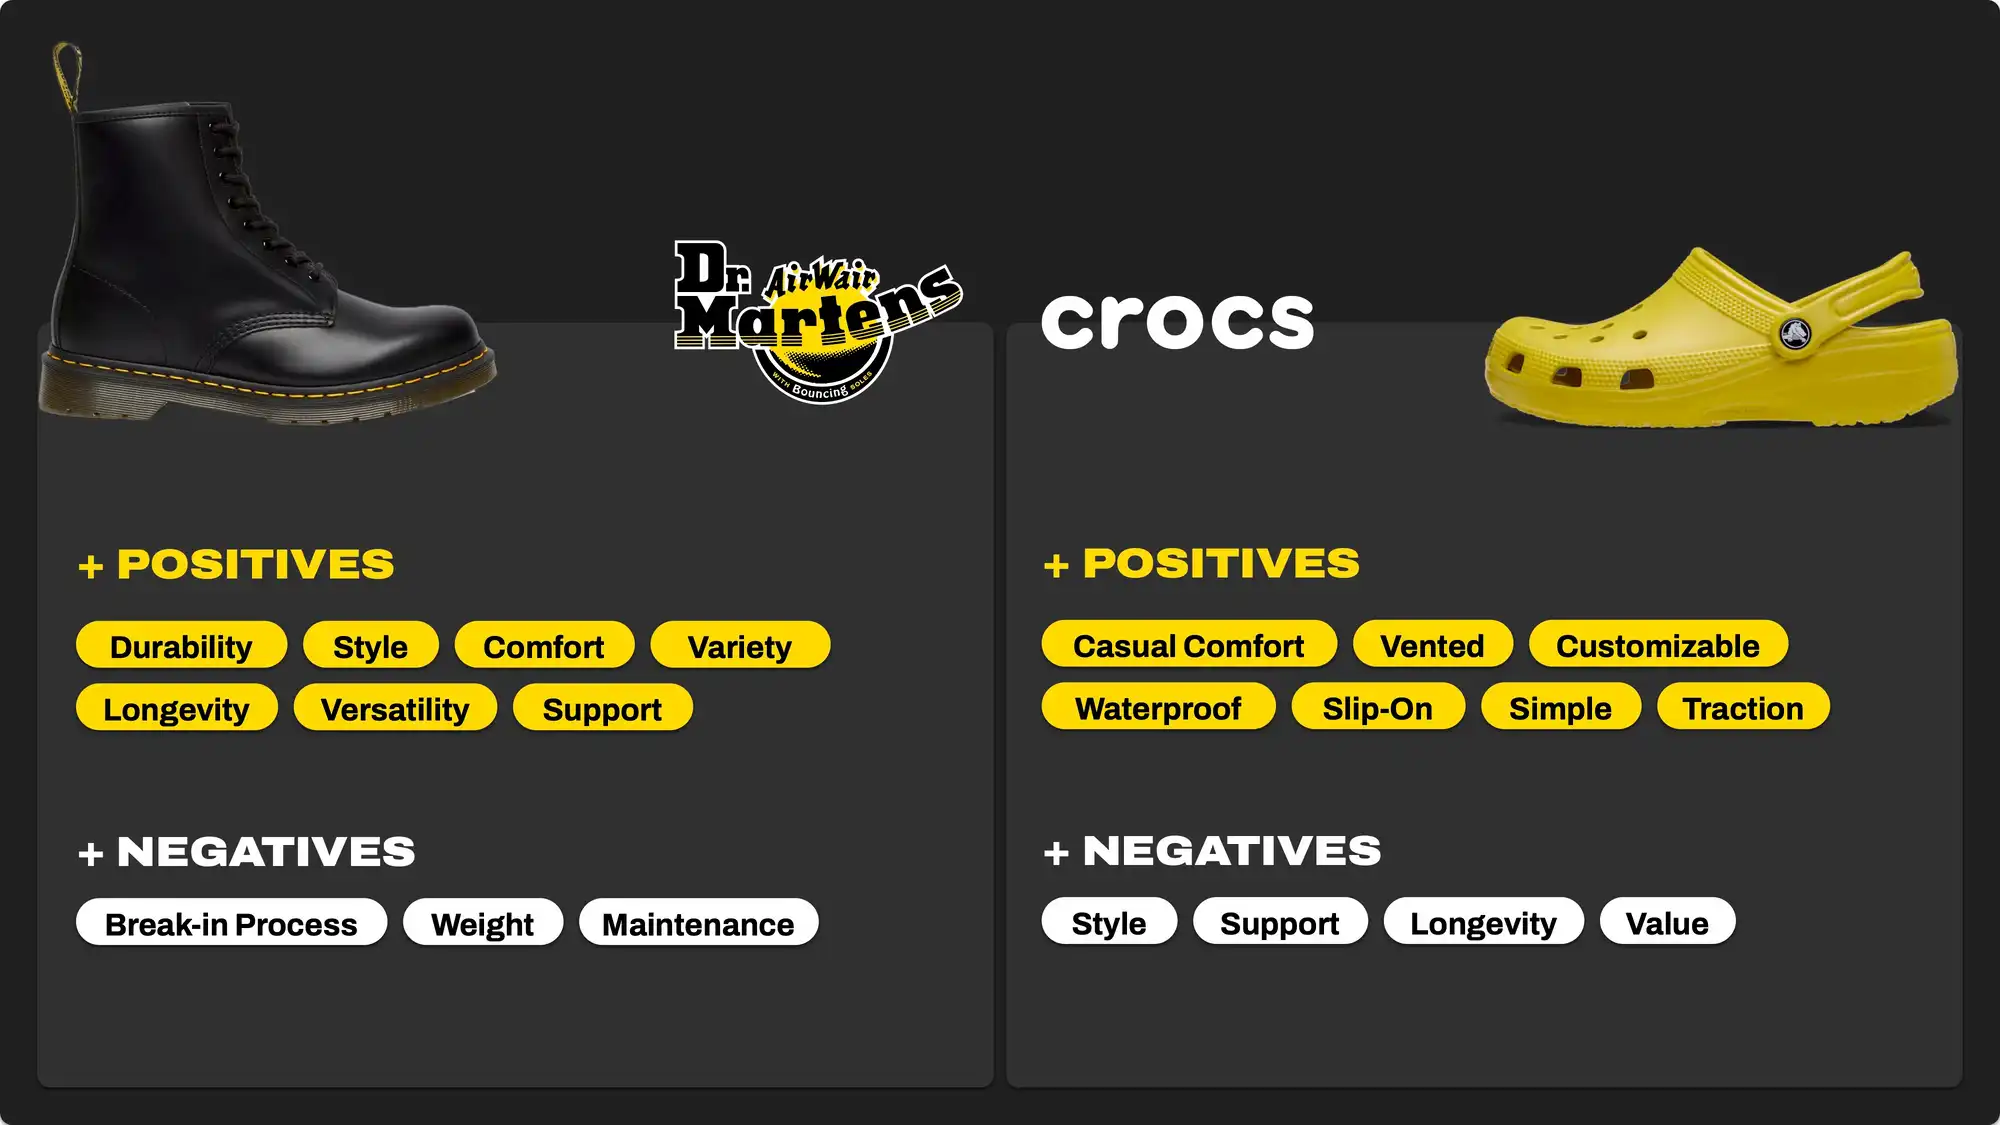 Dr.
AirWair
Martens
WITH Bouncing SOLES
+ POSITIVES
Durability
Style
Comfort
Variety
Longevity
Versatility
Support
+ NEGATIVES
Break-in Process
Weight
Maintenance
crocs
+ POSITIVES
Casual Comfort
Vented
Customizable
Waterproof
Slip-On
Simple
Traction
+ NEGATIVES
Style
Support
Longevity
Value